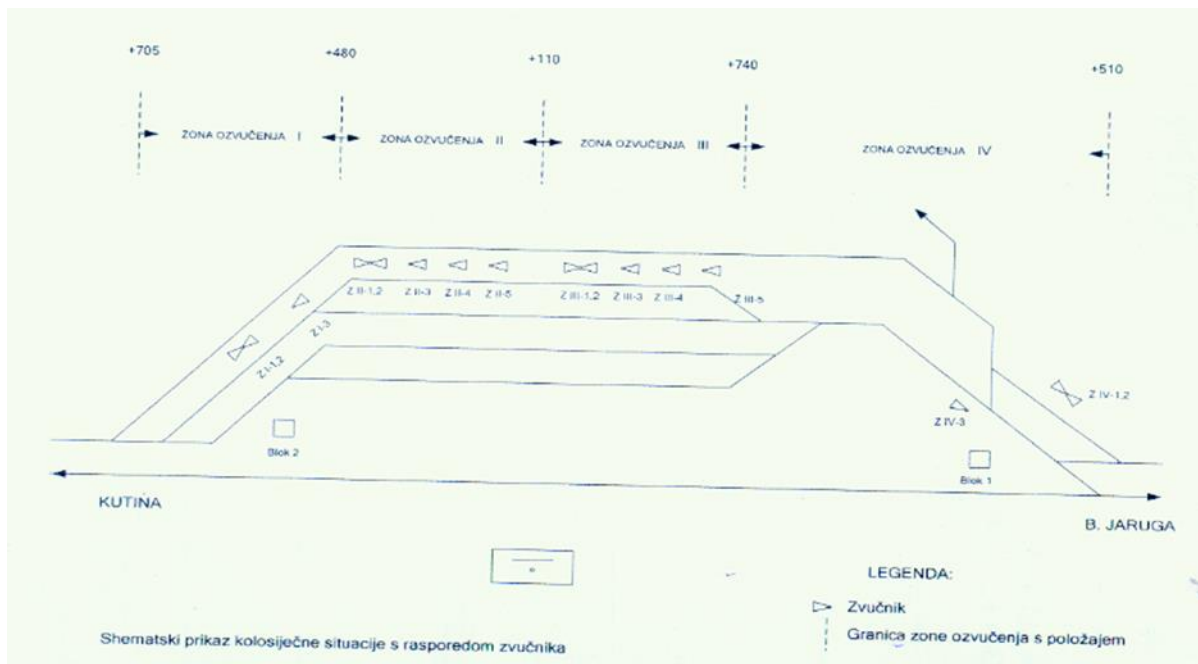 +705
+480
+110
+740
+510
ZONA OZVUČENJA I
ZONA OZVUČENJA II
ZONA OZVUČENJA III
ZONA OZVUČENJA IV
Z II-1,2
Z II-3
Z II-4
Z II-5
Z III-1,2
Z III-3
Z III-4
Z III-5
Z I-3
Z I-1,2
Z IV-1,2
Z IV-3
Blok 2
Blok 1
KUTINA
B. JARUGA
LEGENDA:
Zvučnik
Granica zone ozvučenja s položajem
Shematski prikaz kolosiječne situacije s rasporedom zvučnika